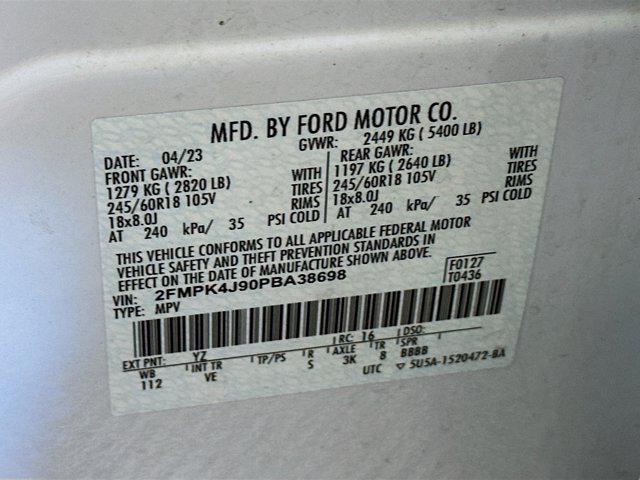 MFD. BY FORD MOTOR CO.
DATE: 04/23 GVWR: 2449 KG ( 5400 LB)
FRONT GAWR: REAR GAWR:
1279 KG ( 2820 LB) WITH 1197 KG ( 2640 LB) WITH
245/60R18 105V TIRES 245/60R18 105V TIRES
18x8.0J RIMS 18x8.0J RIMS
AT 240 kPa/ 35 PSI COLD AT 240 kPa/ 35 PSI COLD
THIS VEHICLE CONFORMS TO ALL APPLICABLE FEDERAL MOTOR
VEHICLE SAFETY AND THEFT PREVENTION STANDARDS IN
EFFECT ON THE DATE OF MANUFACTURE SHOWN ABOVE.
VIN: 2FMPK4J90PBA38698 F0127
TYPE: MPV T0436
EXT PNT: YZ RC: 16 DSO:
WB INT TR TP/PS R AXLE TR SPR
112 VE S 3K 8 BBBB
UTC ▽ 5U5A-1520472-BA